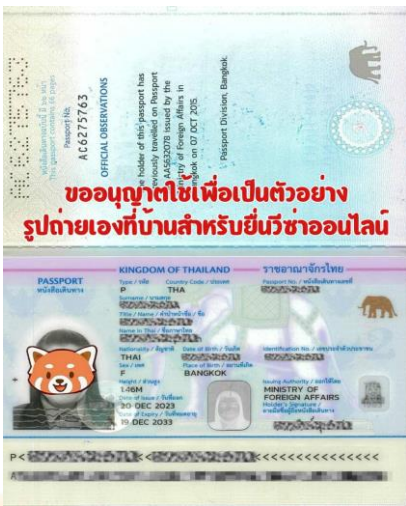 หนังสือเดินทางเล่มนี้ มี ๖๖ หน้า
This passport contains 66 pages
Passport No.
AC6275763
OFFICIAL OBSERVATIONS
he holder of this passport has
reviously travelled on Passport
AA5632078 issued by the
nistry of Foreign Affairs in
ngkok on 07 OCT 2015.
Passport Division, Bangkok.
ขออนุญาตใช้เพื่อเป็นตัวอย่าง
รูปถ่ายเองที่บ้านสำหรับยื่นวีซ่าออนไลน์
KINGDOM OF THAILAND ราชอาณาจักรไทย
PASSPORT
หนังสือเดินทาง
Type / รหัส Country Code / ประเทศ Passport No. / หนังสือเดินทางเลขที่
P THA
Surname / นามสกุล
Title / Name / คำนำหน้าชื่อ / ชื่อ
Name in Thai / ชื่อภาษาไทย
Nationality / สัญชาติ Date of Birth / วันเกิด Identification No. / เลขประจำตัวประชาชน
THAI
Sex / เพศ Place of Birth / สถานที่เกิด
F BANGKOK
Height / ส่วนสูง Issuing Authority / ออกให้โดย
1.46M MINISTRY OF
FOREIGN AFFAIRS
Date of Issue / วันที่ออก
20 DEC 2023 Holder's Signature /
ลายมือชื่อผู้ถือหนังสือเดินทาง
Date of Expiry / วันที่หมดอายุ
19 DEC 2033
P< << <<<<<<<<<<<<<<